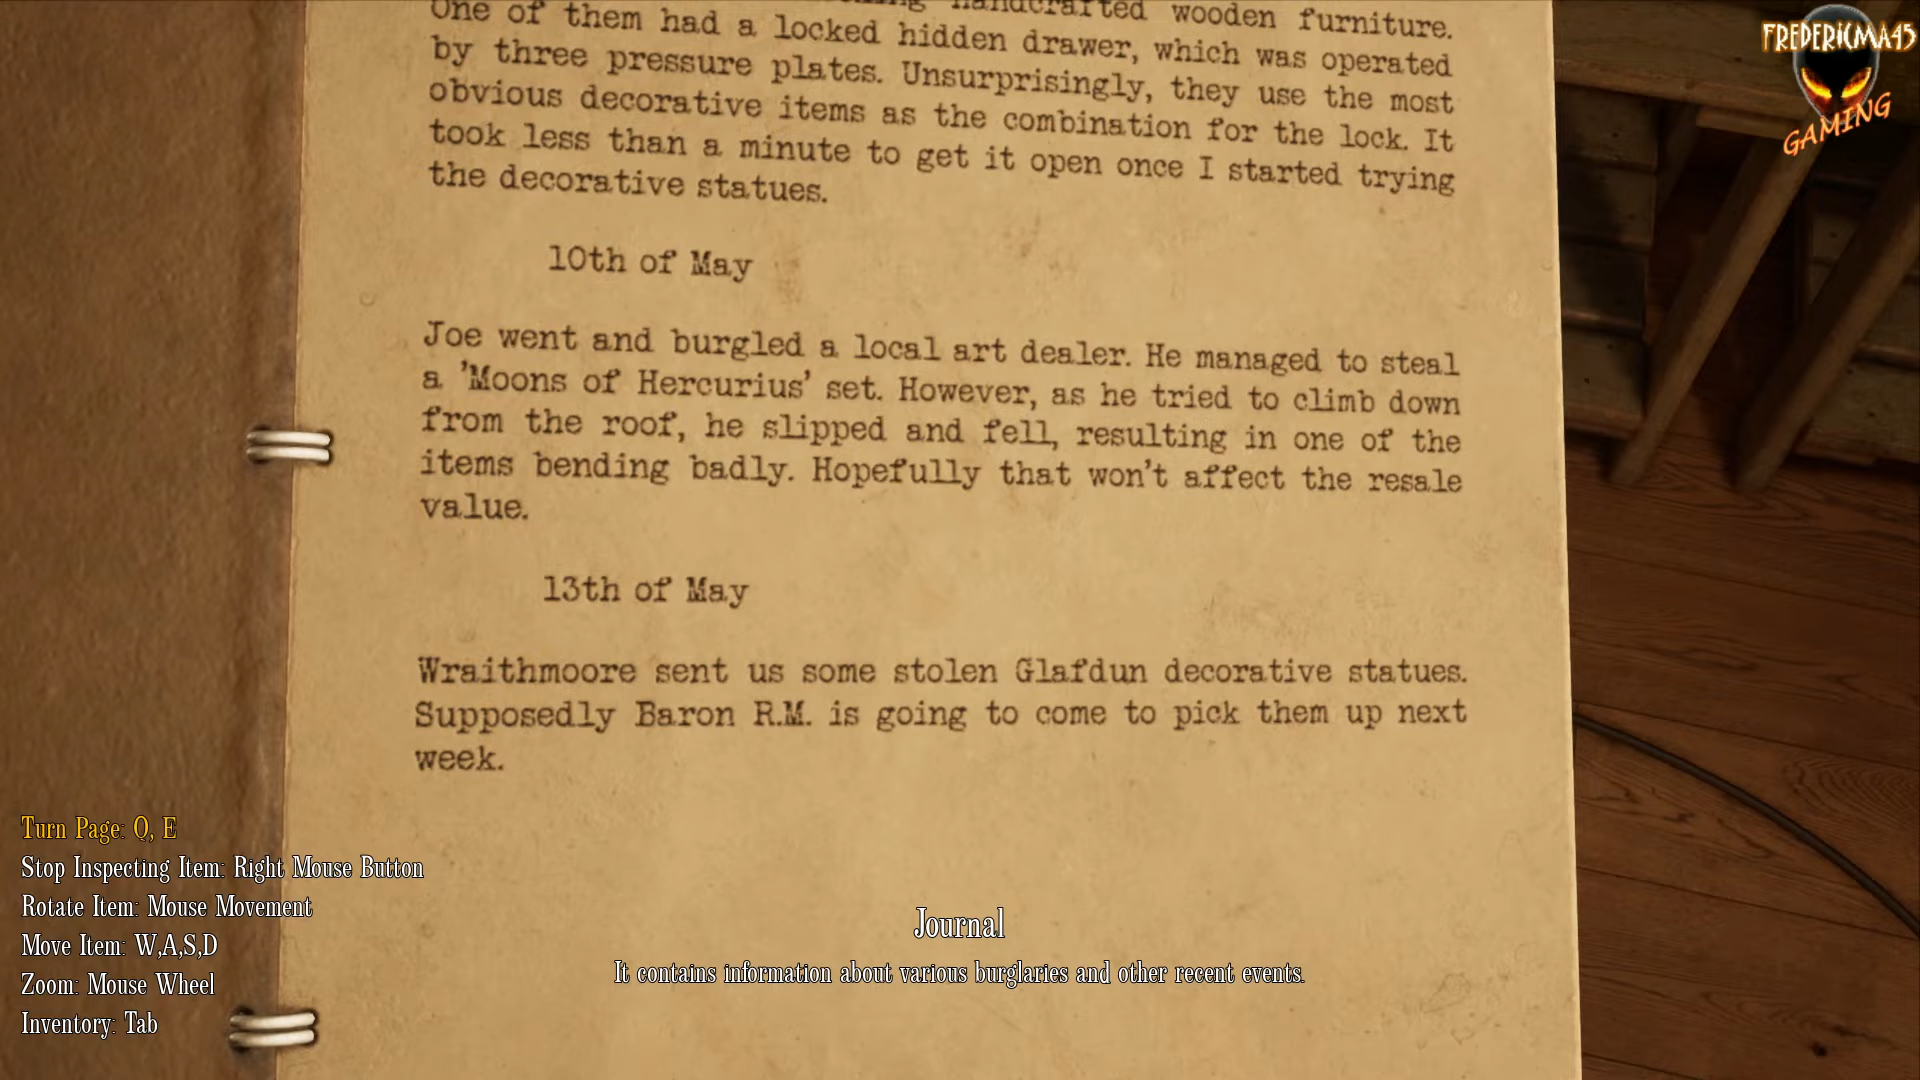 handcrafted wooden furniture.
One of them had a locked hidden drawer, which was operated
by three pressure plates. Unsurprisingly, they use the most
obvious decorative items as the combination for the lock. It
took less than a minute to get it open once I started trying
the decorative statues.
10th of May
Joe went and burgled a local art dealer. He managed to steal
a 'Moons of Hercurius' set. However, as he tried to climb down
from the roof, he slipped and fell, resulting in one of the
items bending badly. Hopefully that won't affect the resale
value.
13th of May
Wraithmoore sent us some stolen Glafdun decorative statues.
Supposedly Baron R.M. is going to come to pick them up next
week.
Turn Page: Q, E
Stop Inspecting Item: Right Mouse Button
Rotate Item: Mouse Movement
Move Item: W,A,S,D
Zoom: Mouse Wheel
Inventory: Tab
Journal
It contains information about various burglaries and other recent events.
FREDERICMA45
GAMING